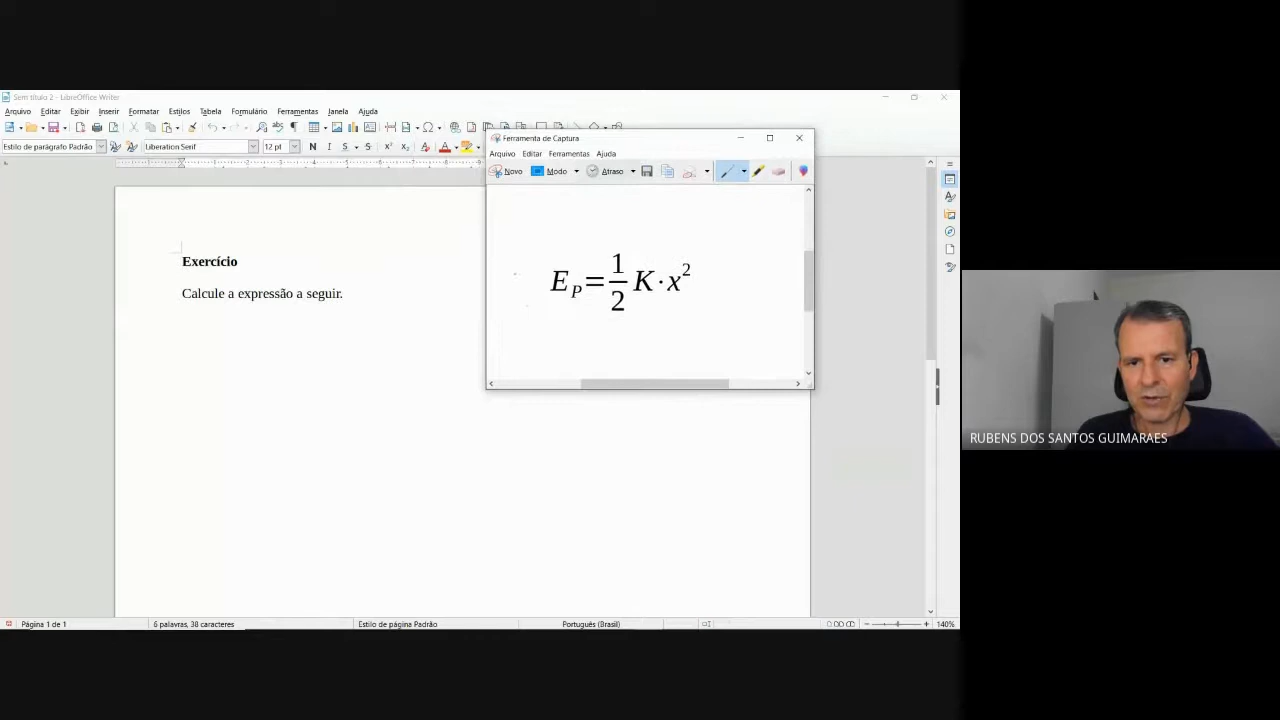 Sem título 2 - LibreOffice Writer
Arquivo Editar Exibir Inserir Formatar Estilos Tabela Formulário Ferramentas Janela Ajuda
Estilo de parágrafo Padrão Liberation Serif 12 pt
Exercício
Calcule a expressão a seguir.
Ferramenta de Captura
Arquivo Editar Ferramentas Ajuda
Novo Modo Atraso
E_P = 1/2 K · x²
RUBENS DOS SANTOS GUIMARAES
Página 1 de 1 6 palavras, 38 caracteres Estilo de página Padrão Português (Brasil) 140%